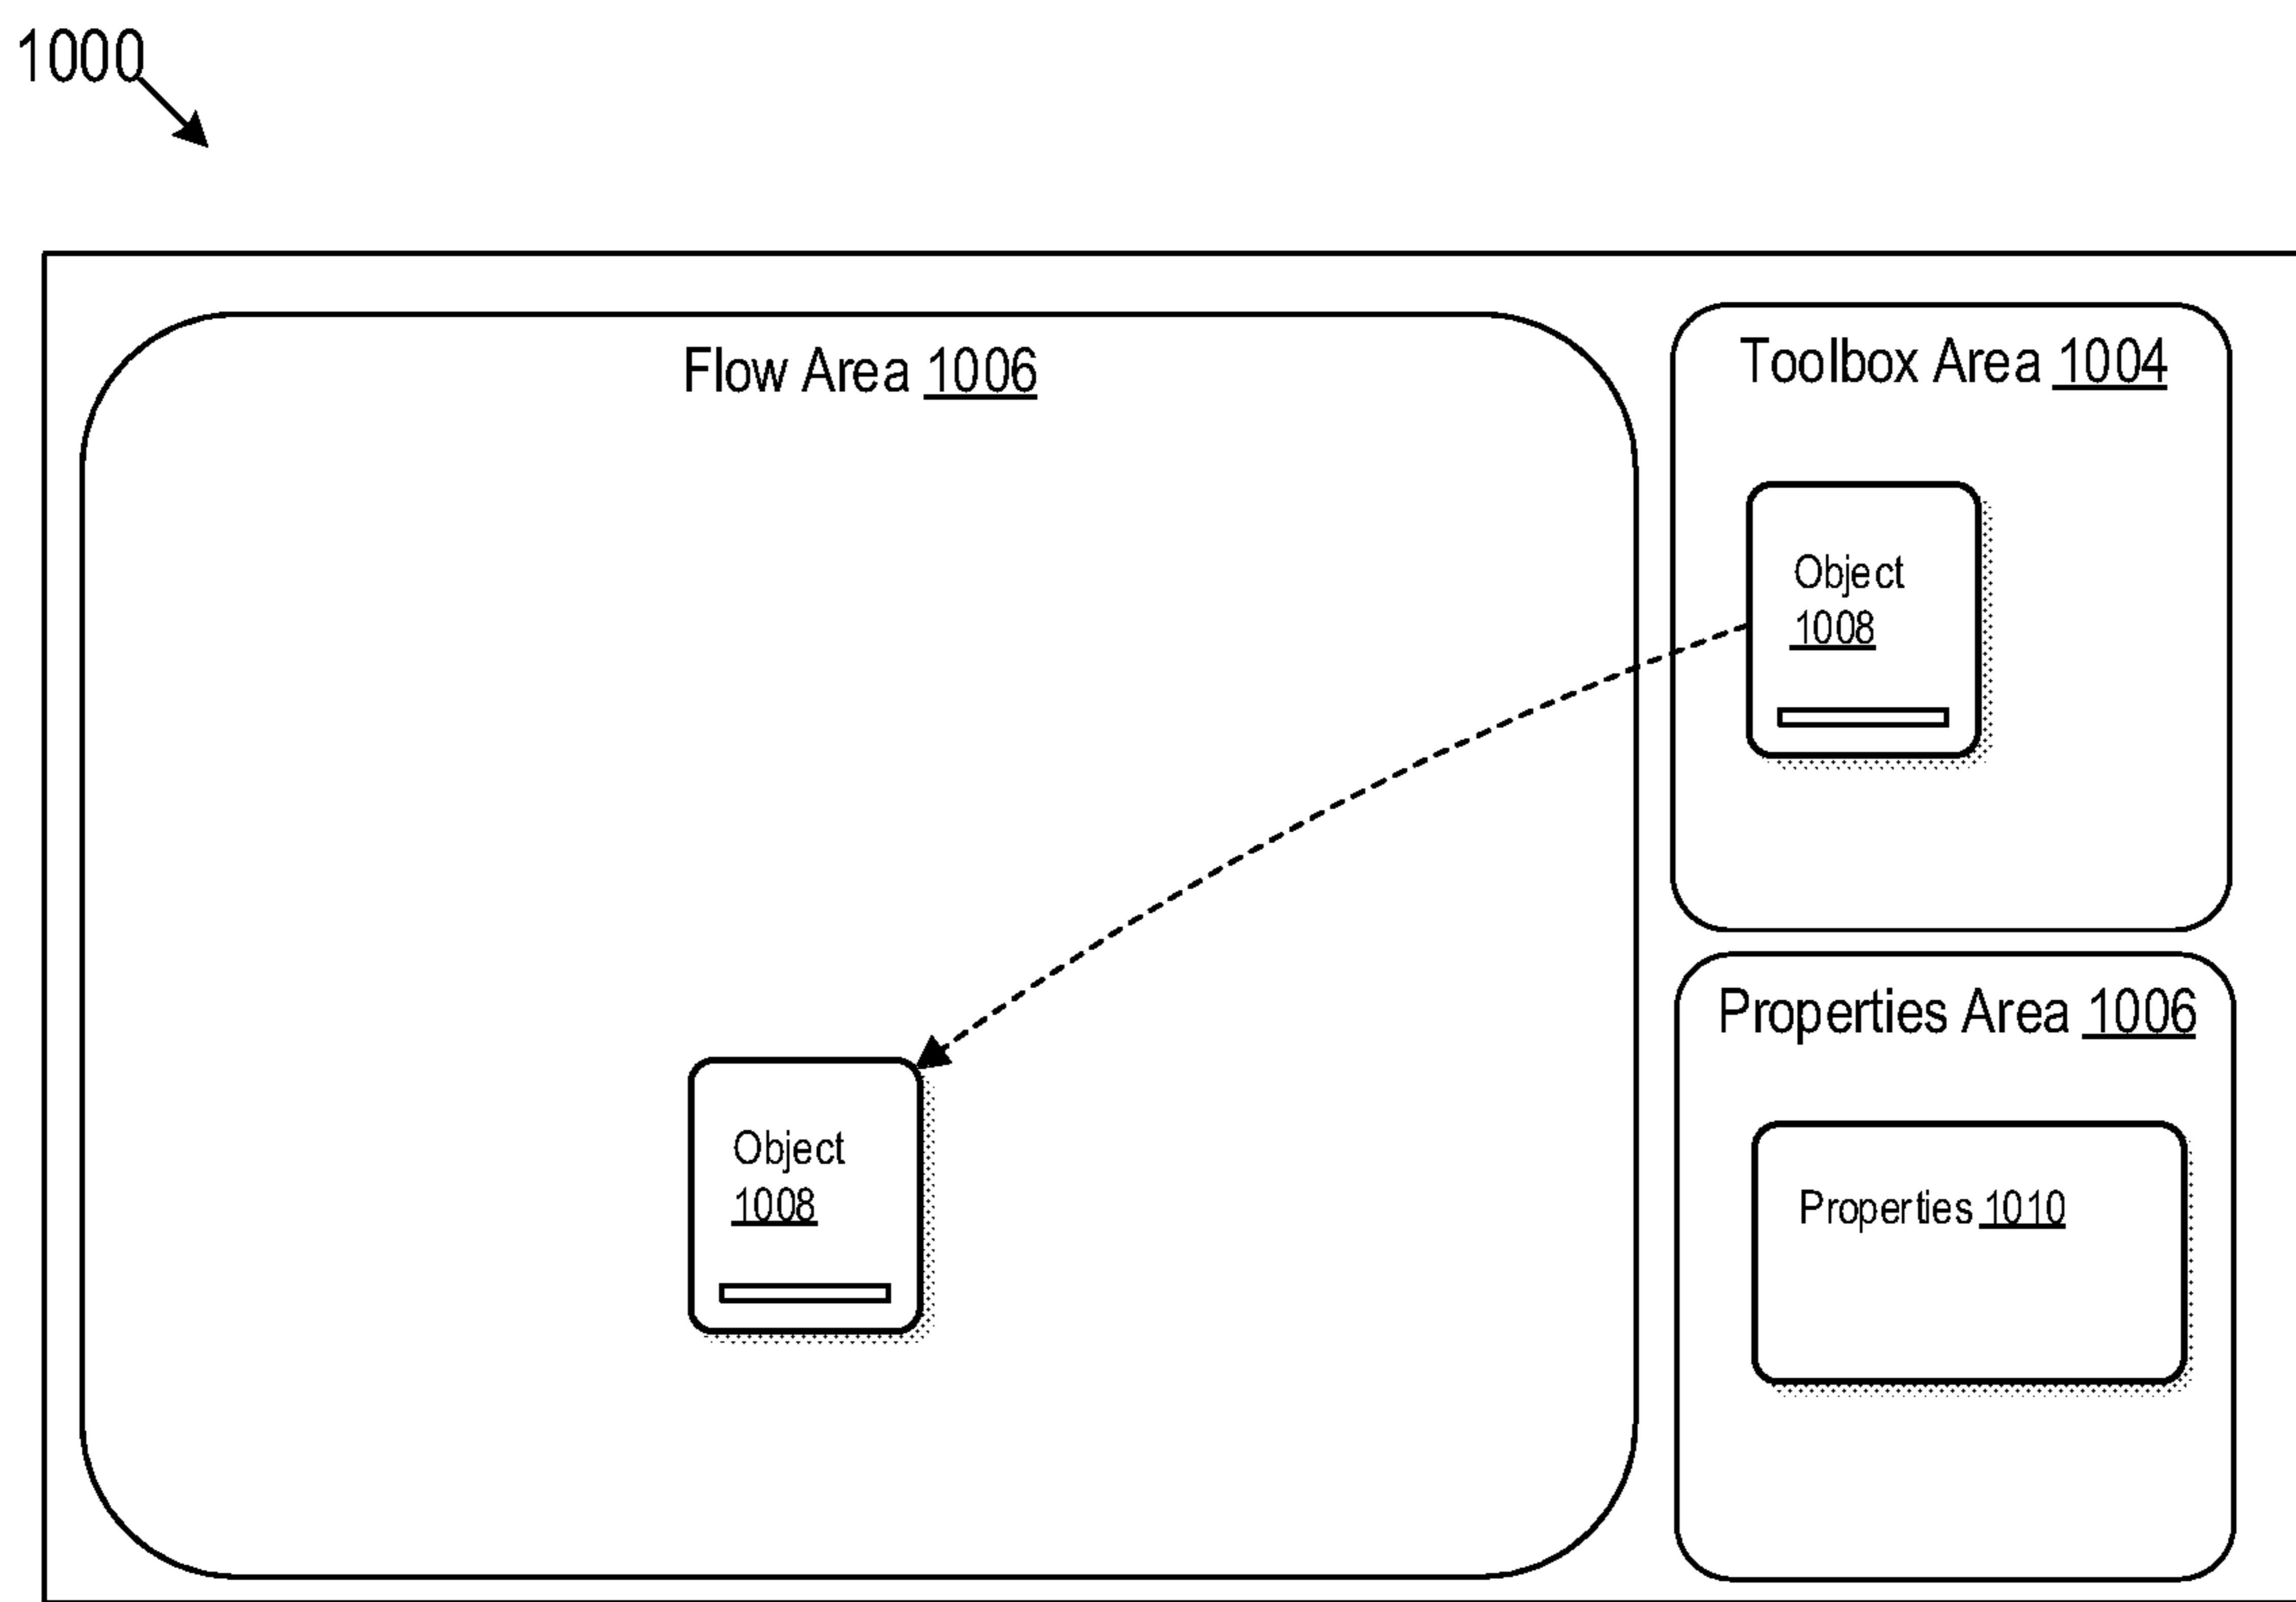 1000
Flow Area 1006
Toolbox Area 1004
Object
1008
Properties Area 1006
Object
1008
Properties 1010